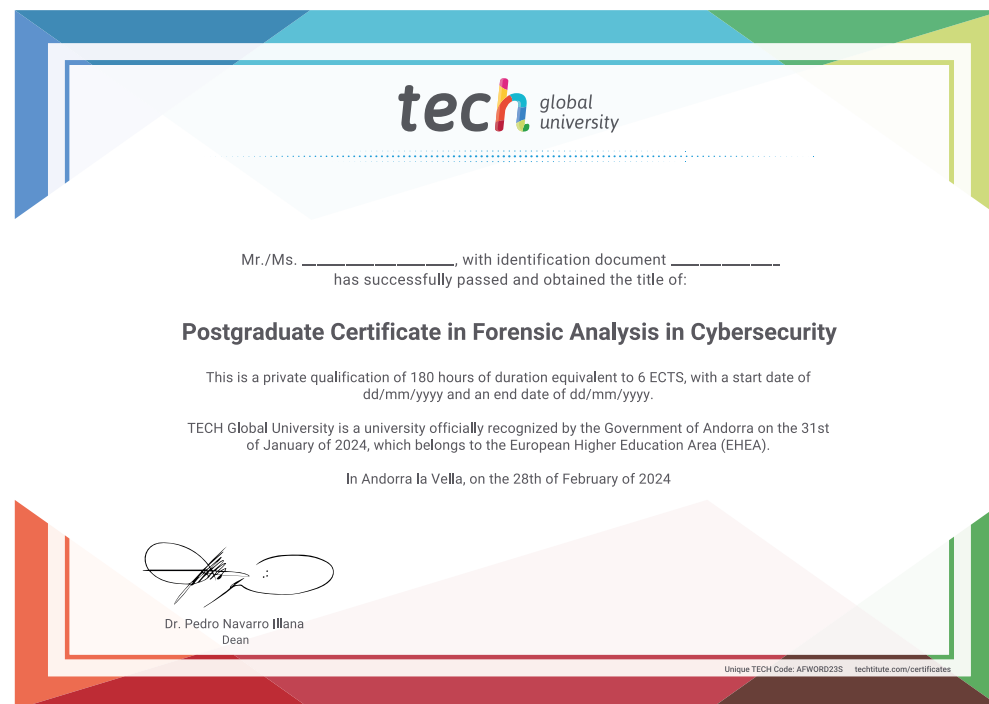 tech global university
Mr./Ms. ___________________, with identification document ______________
has successfully passed and obtained the title of:
Postgraduate Certificate in Forensic Analysis in Cybersecurity
This is a private qualification of 180 hours of duration equivalent to 6 ECTS, with a start date of
dd/mm/yyyy and an end date of dd/mm/yyyy.
TECH Global University is a university officially recognized by the Government of Andorra on the 31st
of January of 2024, which belongs to the European Higher Education Area (EHEA).
In Andorra la Vella, on the 28th of February of 2024
Dr. Pedro Navarro Illana
Dean
Unique TECH Code: AFWORD23S techtitute.com/certificates